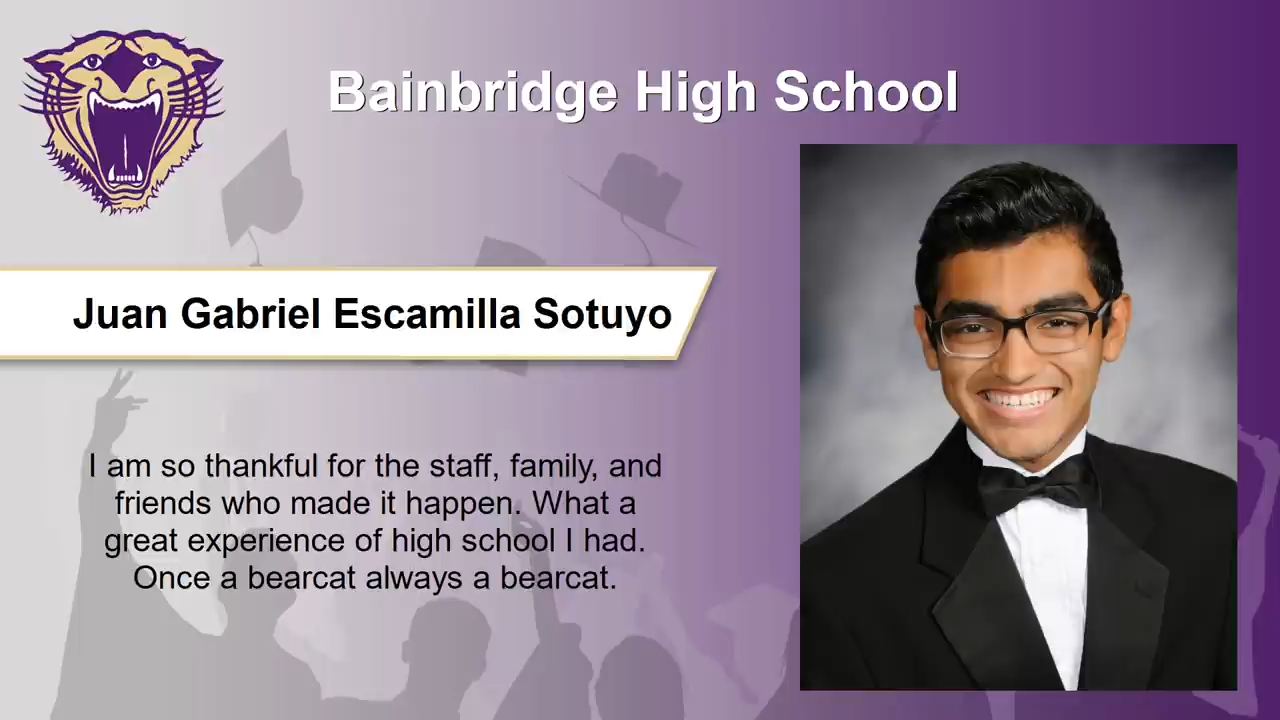 Bainbridge High School
Juan Gabriel Escamilla Sotuyo
I am so thankful for the staff, family, and
friends who made it happen. What a
great experience of high school I had.
Once a bearcat always a bearcat.